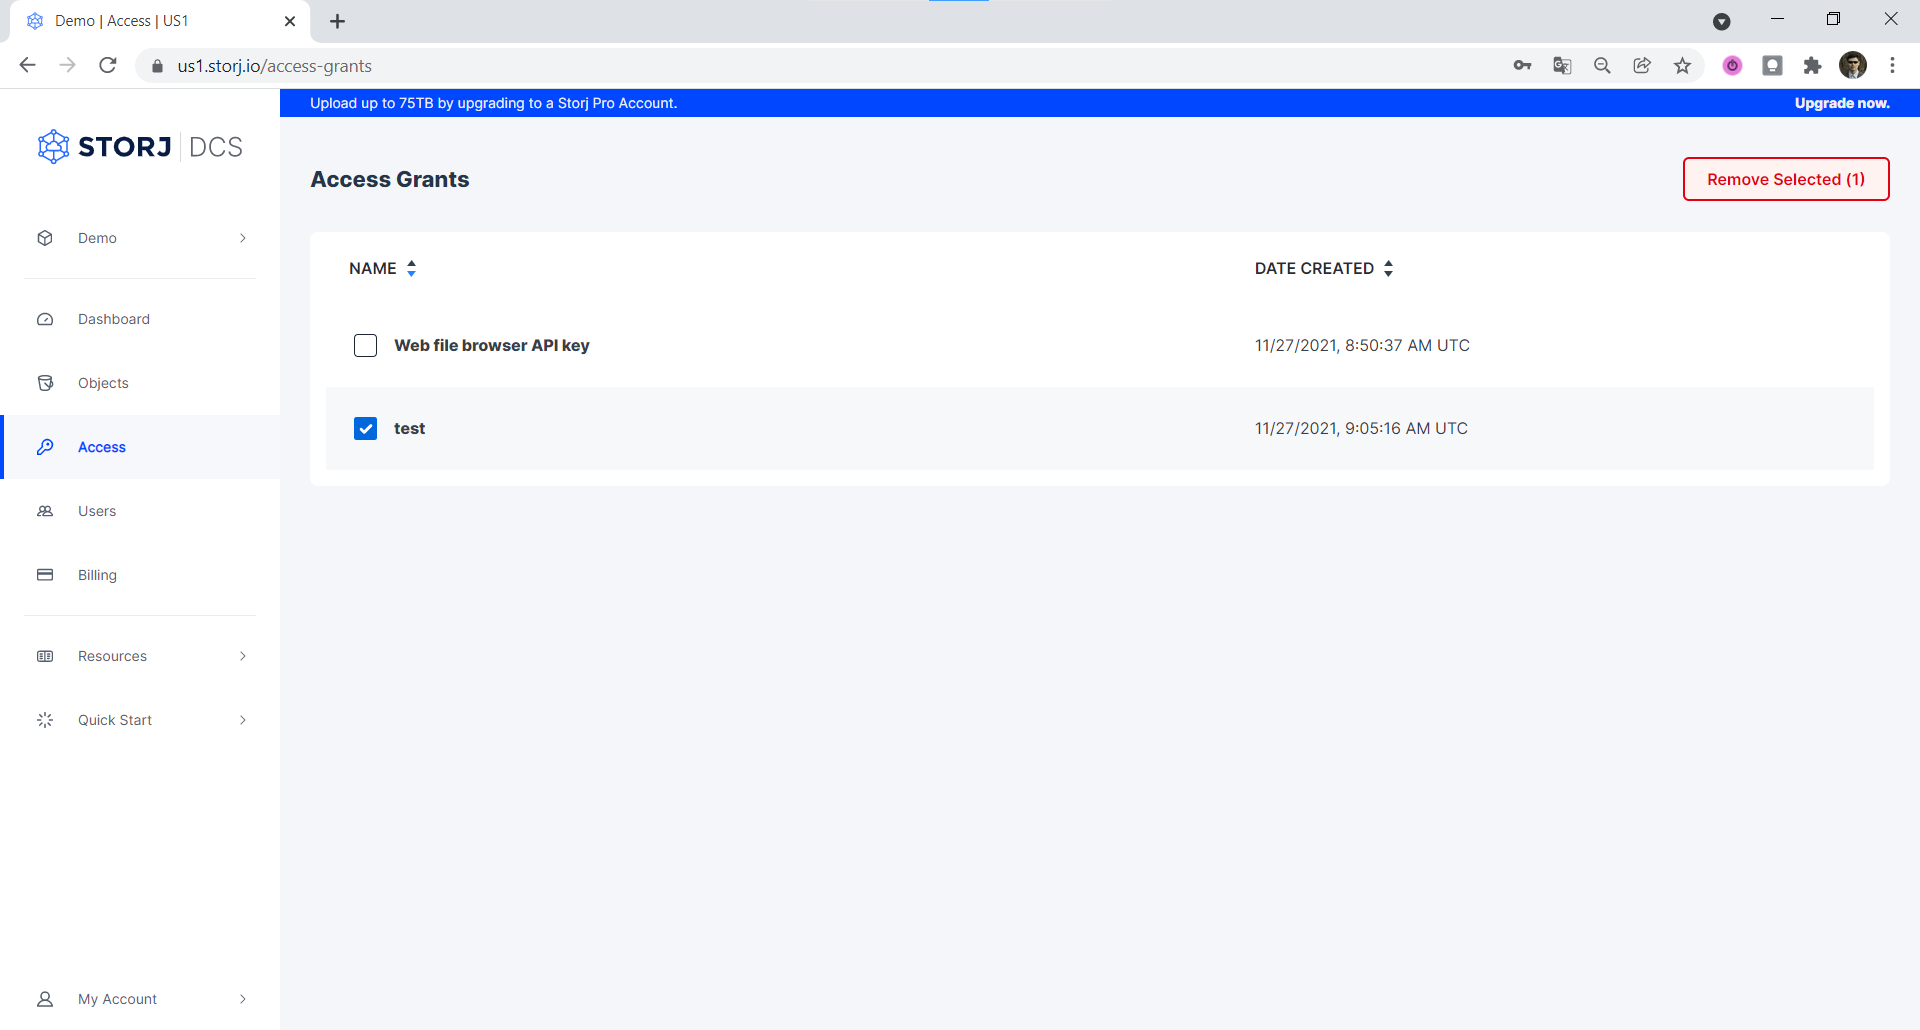 Demo | Access | US1
us1.storj.io/access-grants
Upload up to 75TB by upgrading to a Storj Pro Account.
Upgrade now.
STORJ | DCS
Access Grants
Remove Selected (1)
Demo
Dashboard
Objects
Access
Users
Billing
Resources
Quick Start
My Account
NAME
DATE CREATED
Web file browser API key
11/27/2021, 8:50:37 AM UTC
test
11/27/2021, 9:05:16 AM UTC